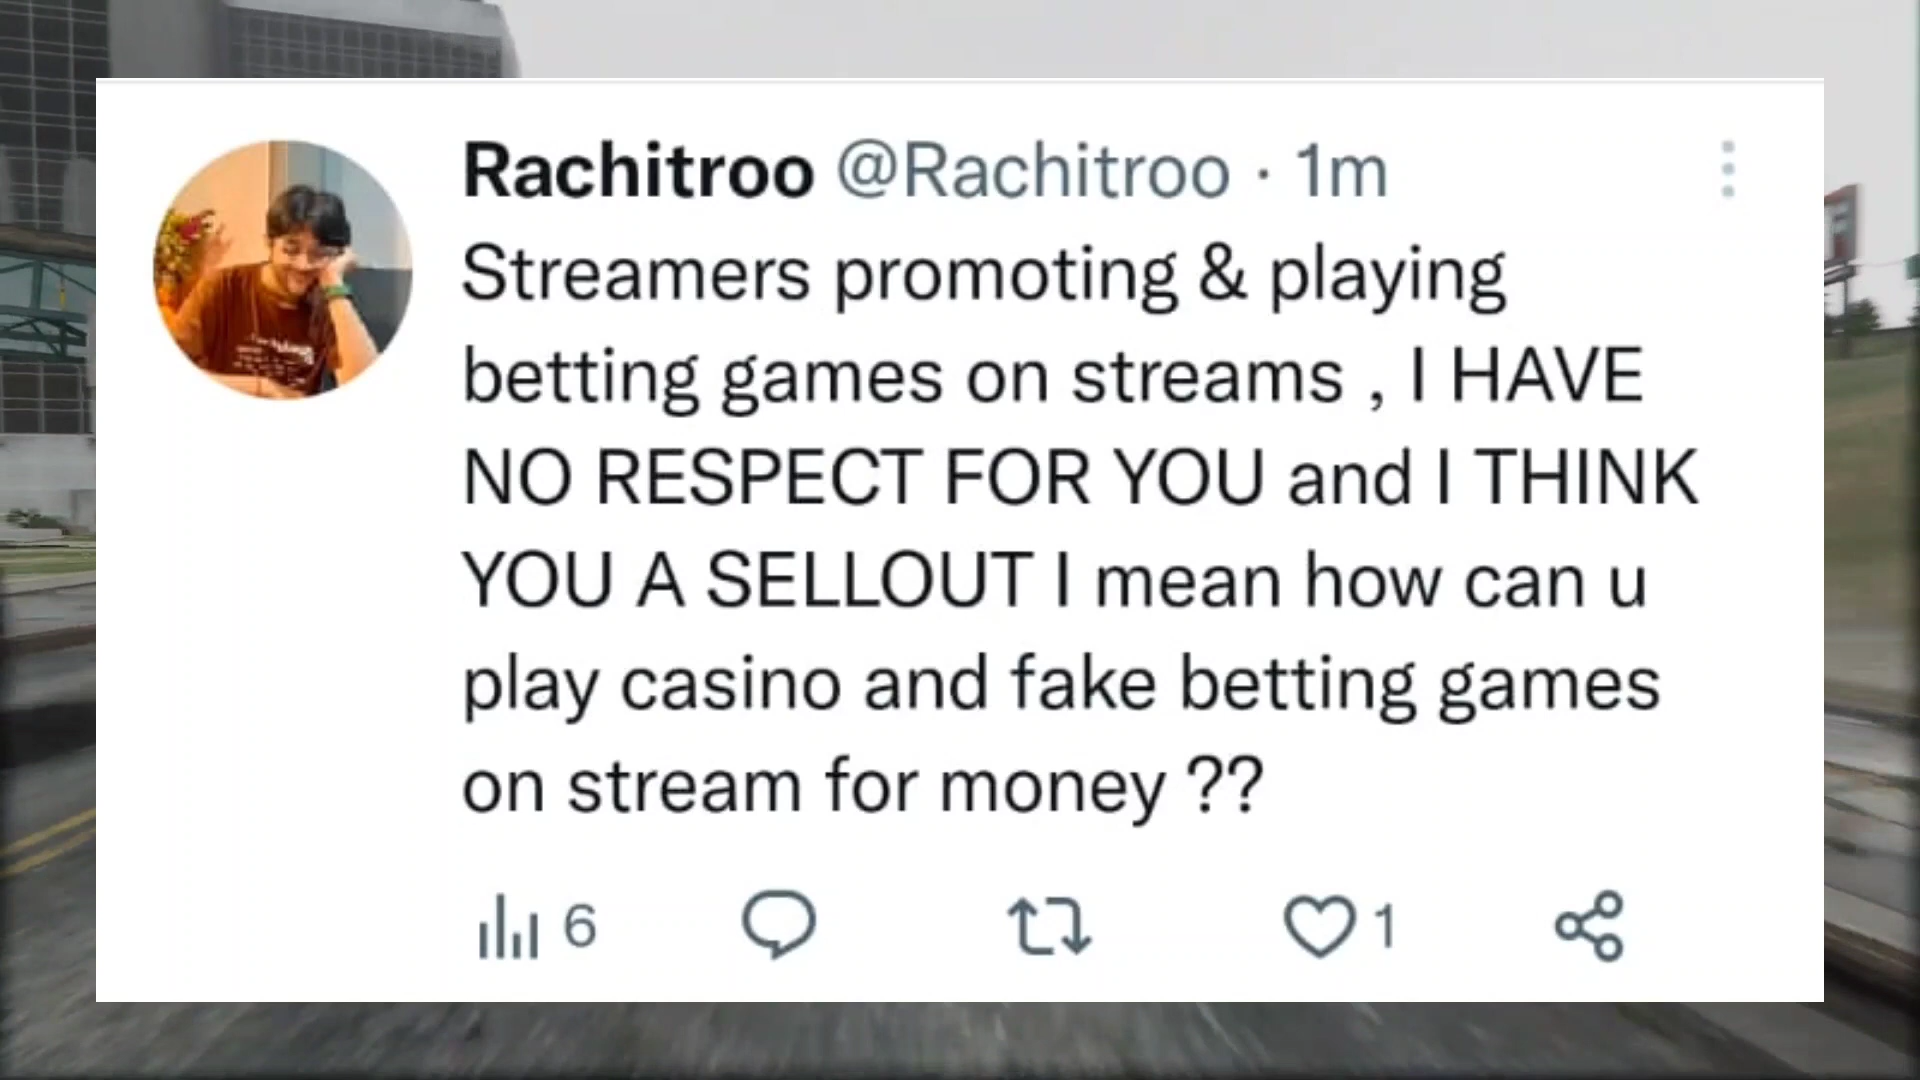 Rachitroo @Rachitroo · 1m
Streamers promoting & playing
betting games on streams , I HAVE
NO RESPECT FOR YOU and I THINK
YOU A SELLOUT I mean how can u
play casino and fake betting games
on stream for money ??
6 1